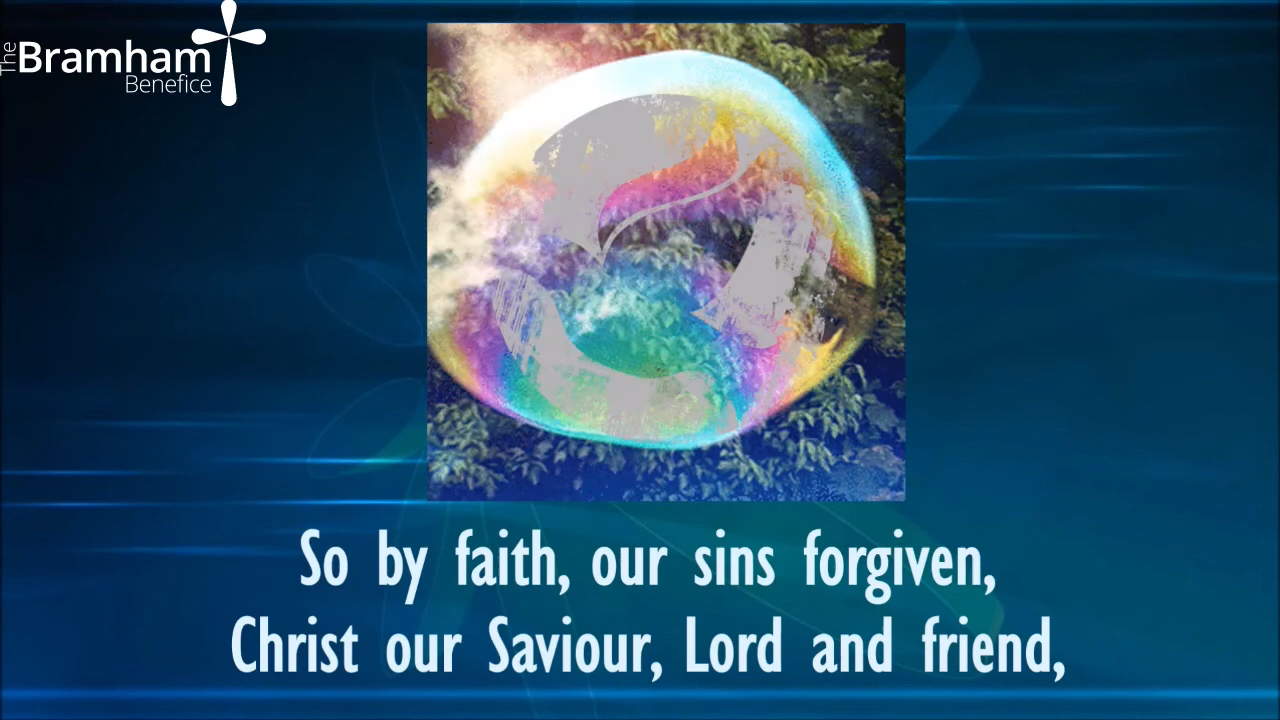 The
Bramham
Benefice
So by faith, our sins forgiven,
Christ our Saviour, Lord and friend,